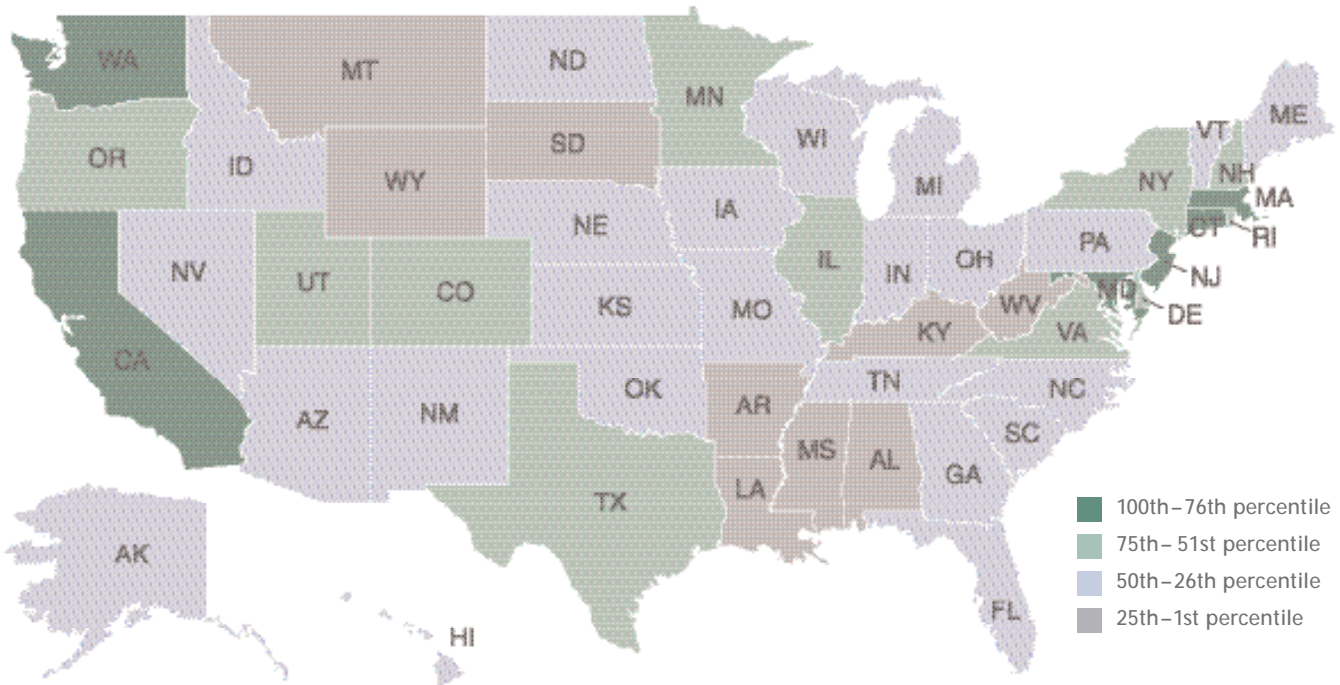 WA
MT
ND
MN
ME
VT
WI
SD
OR
ID
NH
WY
NY
MI
MA
IA
NE
CT
RI
PA
OH
IL
NV
IN
NJ
UT
CO
MD
WV
KS
MO
DE
KY
VA
CA
TN
OK
NC
AR
AZ
NM
SC
MS
AL
GA
LA
TX
100th–76th percentile
75th–51st percentile
AK
50th–26th percentile
FL
25th–1st percentile
HI